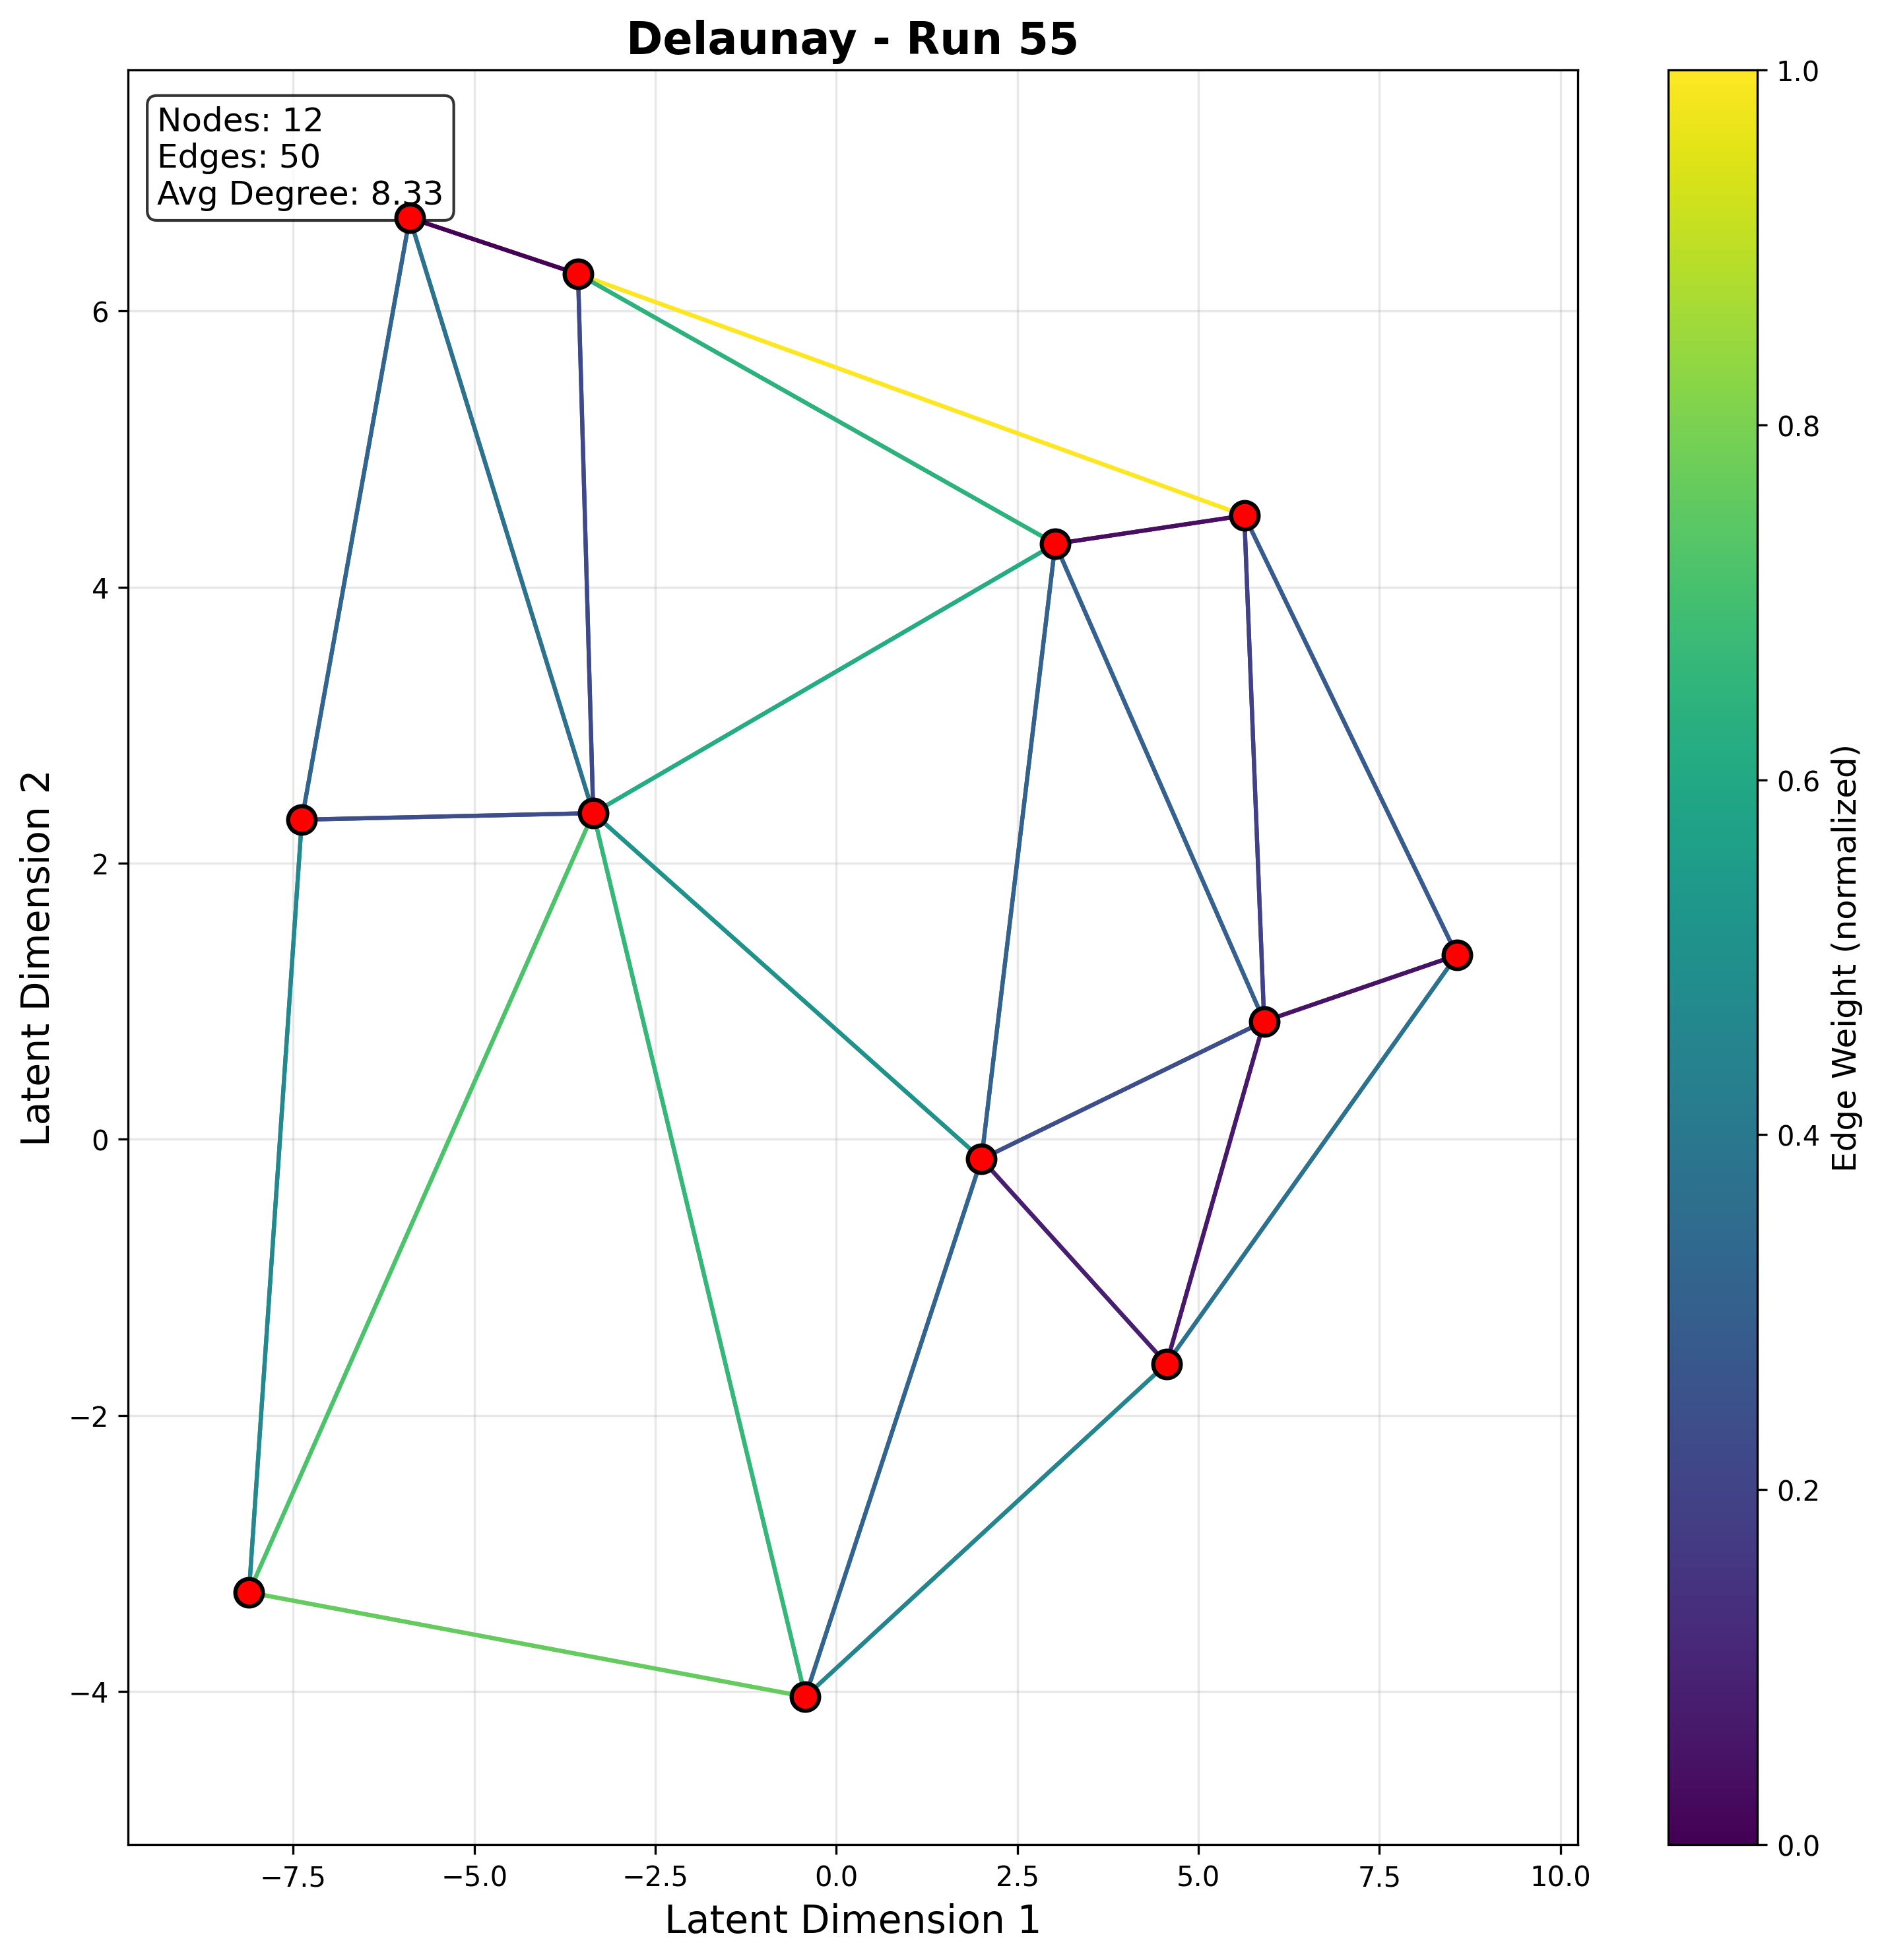 Delaunay - Run 55
Nodes: 12
Edges: 50
Avg Degree: 8.33
6
4
2
0
−2
−4
Latent Dimension 2
−7.5
−5.0
−2.5
0.0
2.5
5.0
7.5
10.0
Latent Dimension 1
1.0
0.8
0.6
0.4
0.2
0.0
Edge Weight (normalized)